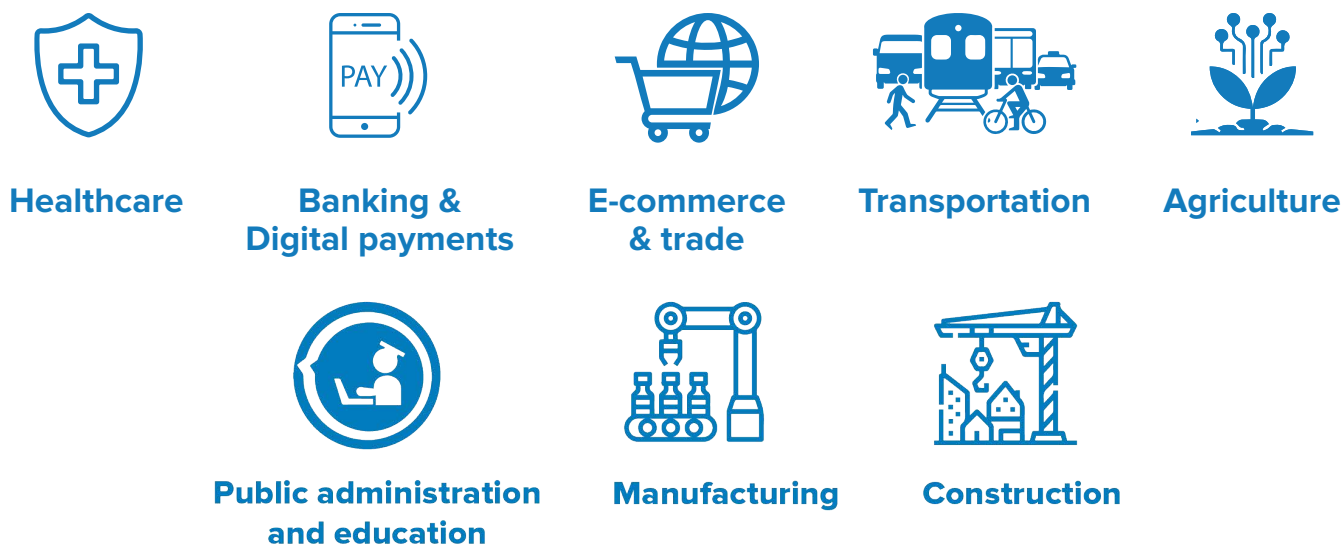 PAY
Healthcare
Banking &
Digital payments
E-commerce
& trade
Transportation
Agriculture
Public administration
and education
Manufacturing
Construction